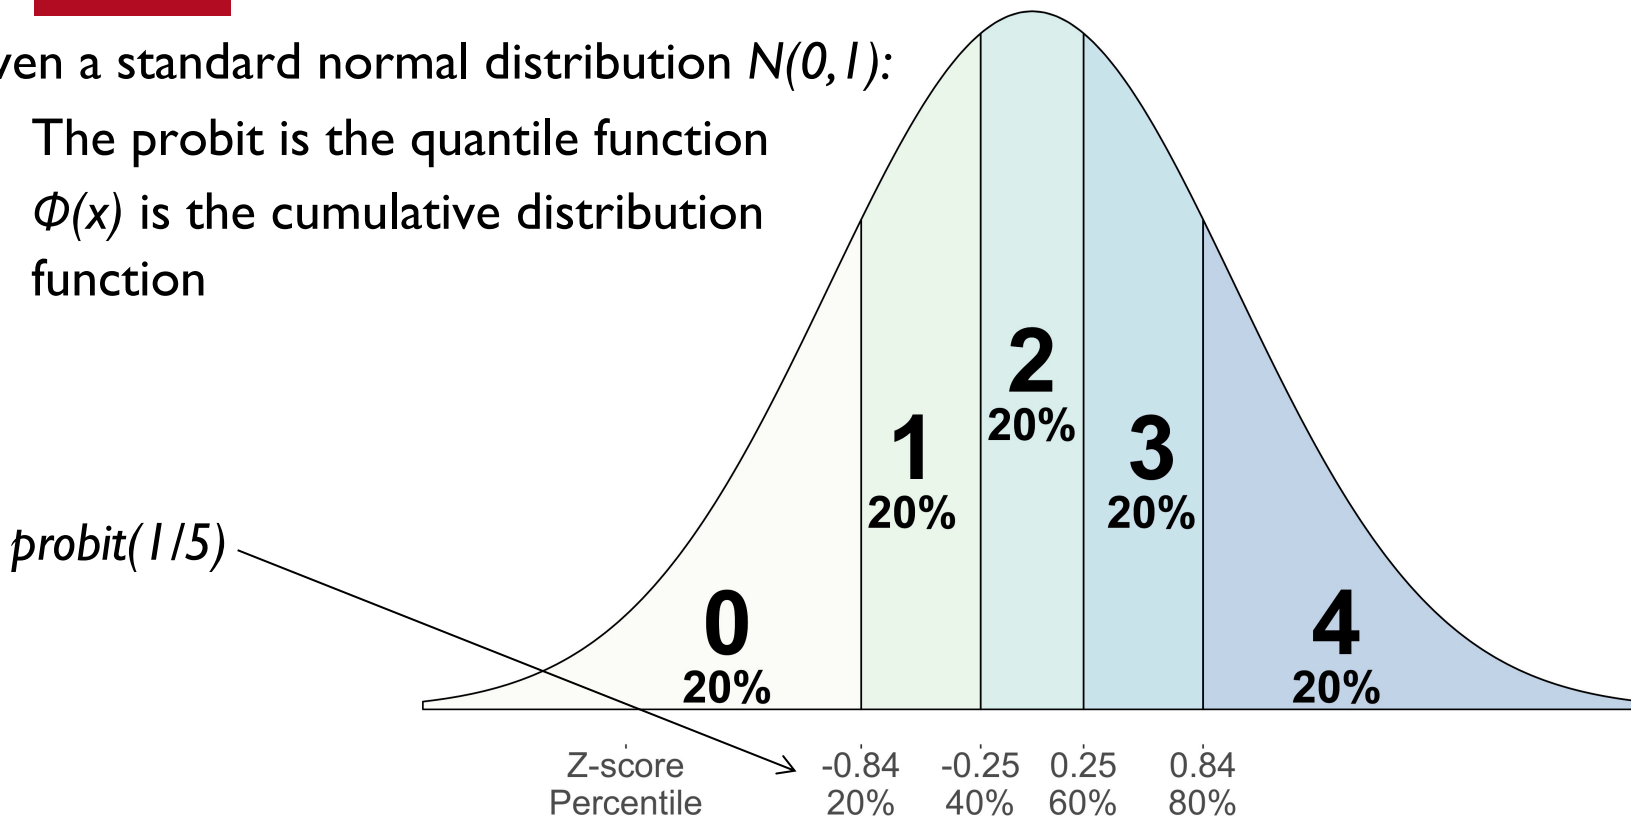 ven a standard normal distribution N(0,1):
The probit is the quantile function
Φ(x) is the cumulative distribution
function
2
20%
1
20%
3
20%
probit(1/5)
0
20%
4
20%
Z-score -0.84 -0.25 0.25 0.84
Percentile 20% 40% 60% 80%